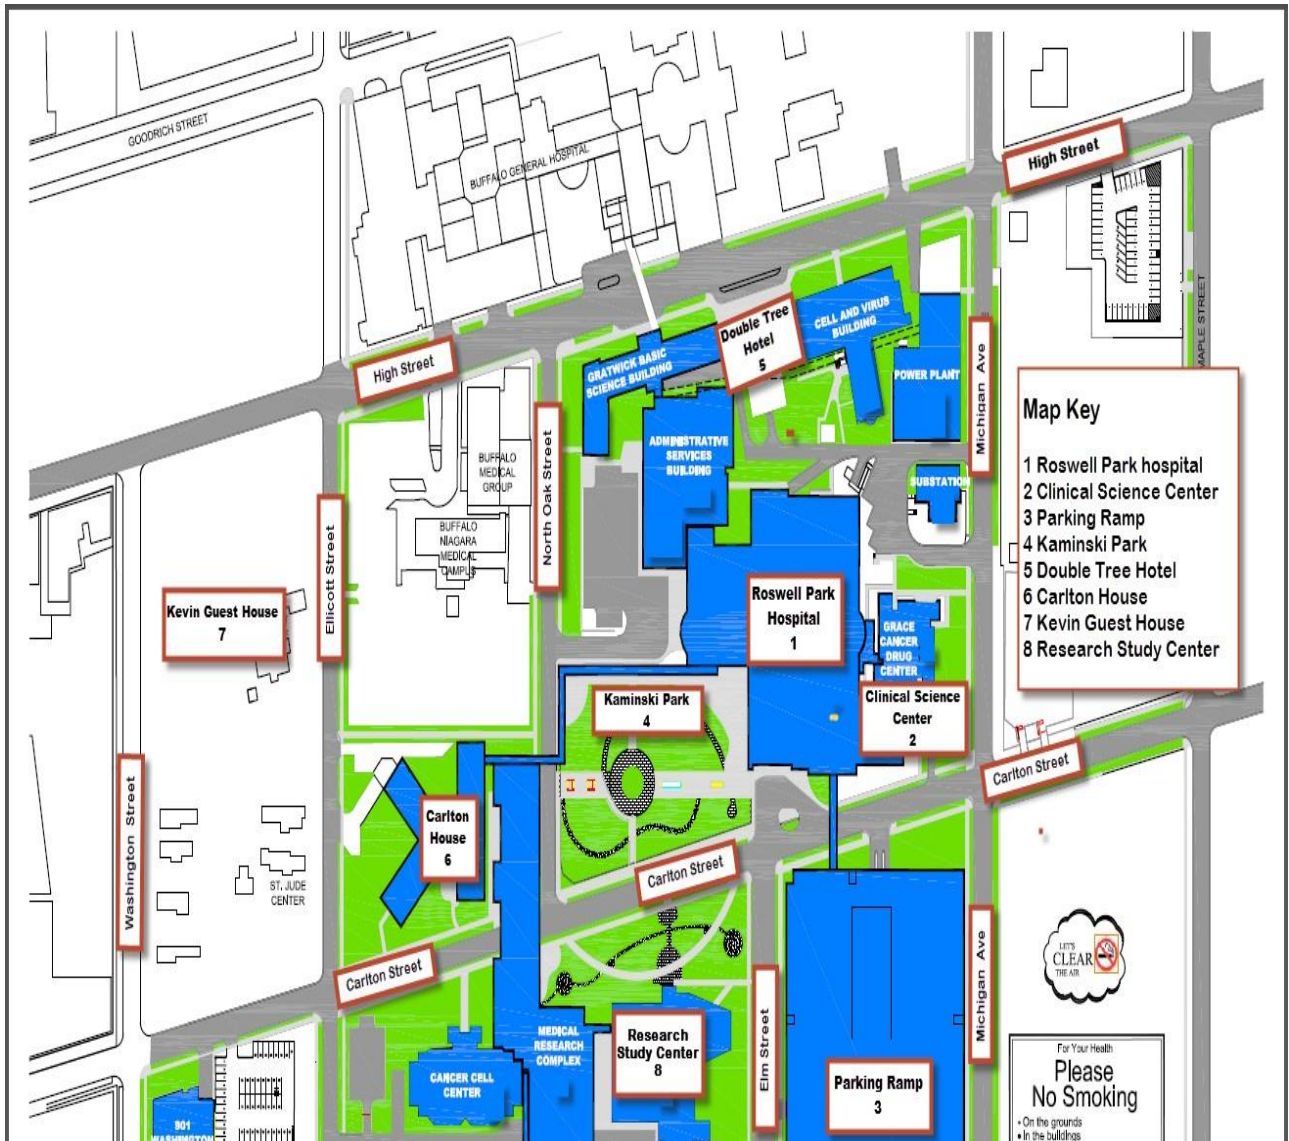 GOODRICH STREET
BUFFALO GENERAL HOSPITAL
High Street
MAPLE STREET
High Street
Double Tree
Hotel
5
CELL AND VIRUS
BUILDING
GRATWICK BASIC
SCIENCE BUILDING
POWER PLANT
Michigan Ave
Map Key
1 Roswell Park hospital
2 Clinical Science Center
3 Parking Ramp
4 Kaminski Park
5 Double Tree Hotel
6 Carlton House
7 Kevin Guest House
8 Research Study Center
ADMINISTRATIVE
SERVICES
BUILDING
BUFFALO
MEDICAL
GROUP
North Oak Street
SUBSTATION
BUFFALO
NIAGARA
MEDICAL
CAMPUS
Ellicott Street
Kevin Guest House
7
Roswell Park
Hospital
1
GRACE
CANCER
DRUG
CENTER
Kaminski Park
4
Clinical Science
Center
2
Carlton Street
Washington Street
Carlton
House
6
ST. JUDE
CENTER
Carlton Street
Carlton Street
Michigan Ave
LET'S
CLEAR
THE AIR
Elm Street
MEDICAL
RESEARCH
COMPLEX
Research
Study Center
8
CANCER CELL
CENTER
Parking Ramp
3
For Your Health
Please
No Smoking
• On the grounds
• In the buildings
901
WASHINGTON